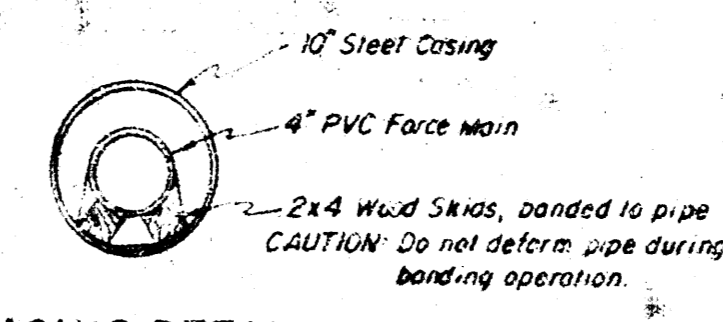 10" Steel Casing
4" PVC Force Main
2x4 Wood Skids, banded to pipe
CAUTION: Do not deform pipe during
banding operation.